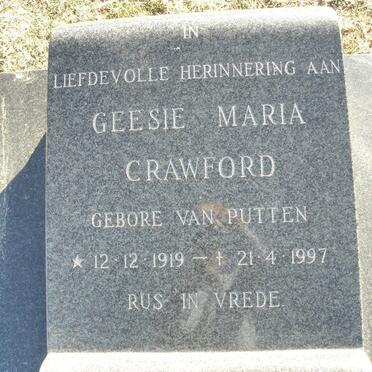 IN
LIEFDEVOLLE HERINNERING AAN
GEESIE MARIA
CRAWFORD
GEBORE VAN PUTTEN
★ 12·12·1919 — † 21·4·1997
RUS IN VREDE